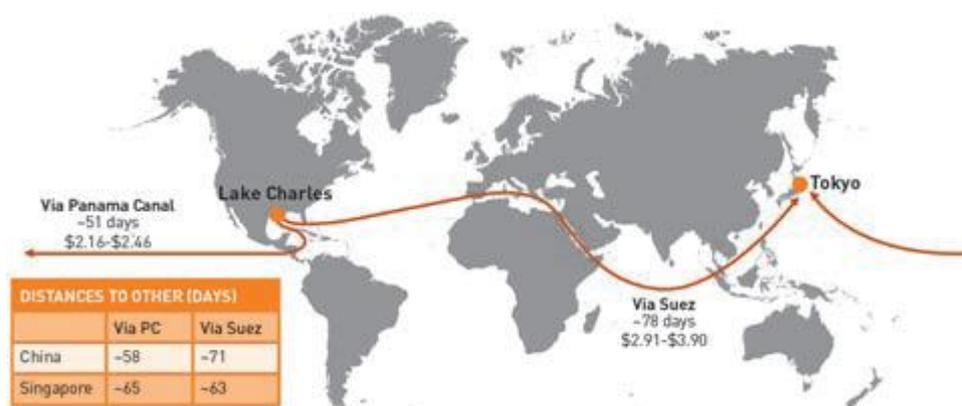 Lake Charles
Tokyo
Via Panama Canal
~51 days
$2.16-$2.46
Via Suez
~78 days
$2.91-$3.90
DISTANCES TO OTHER (DAYS)
Via PC Via Suez
China ~58 ~71
Singapore ~65 ~63